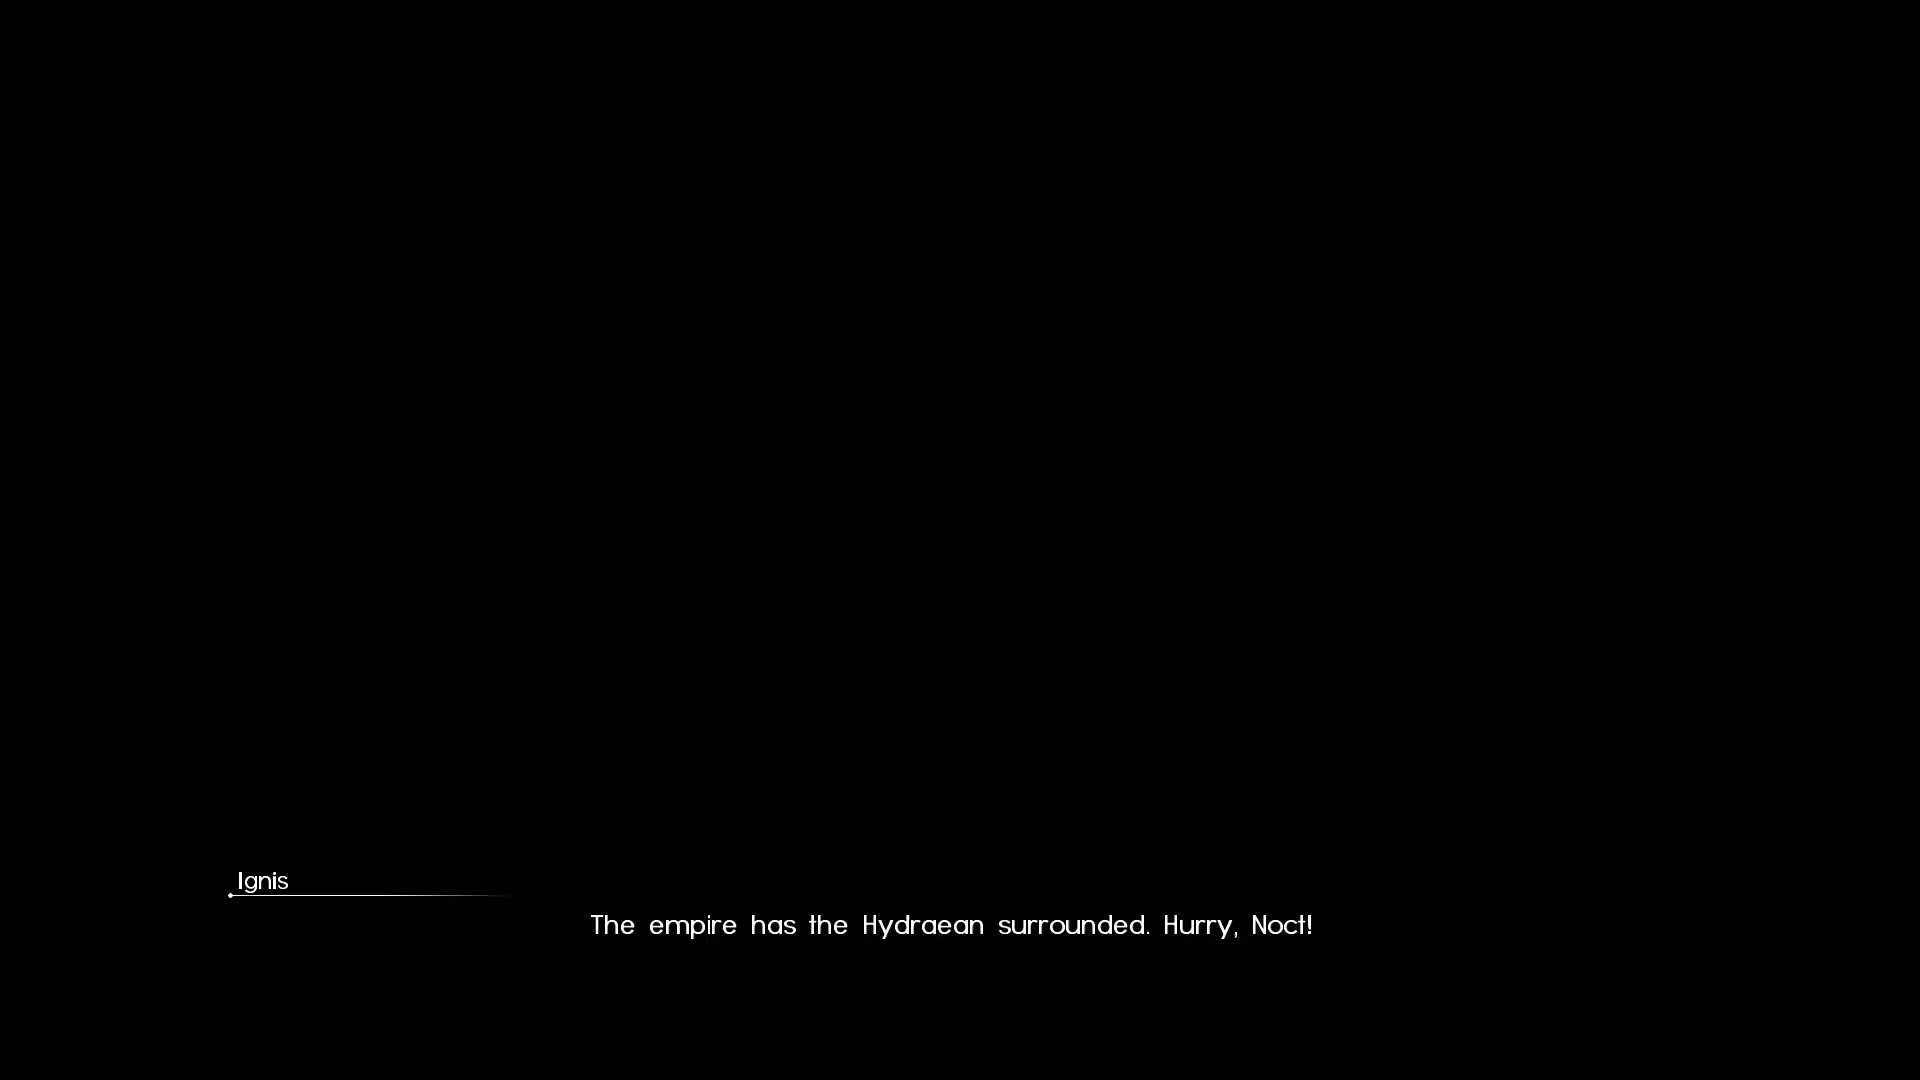 Ignis
The empire has the Hydraean surrounded. Hurry, Noct!